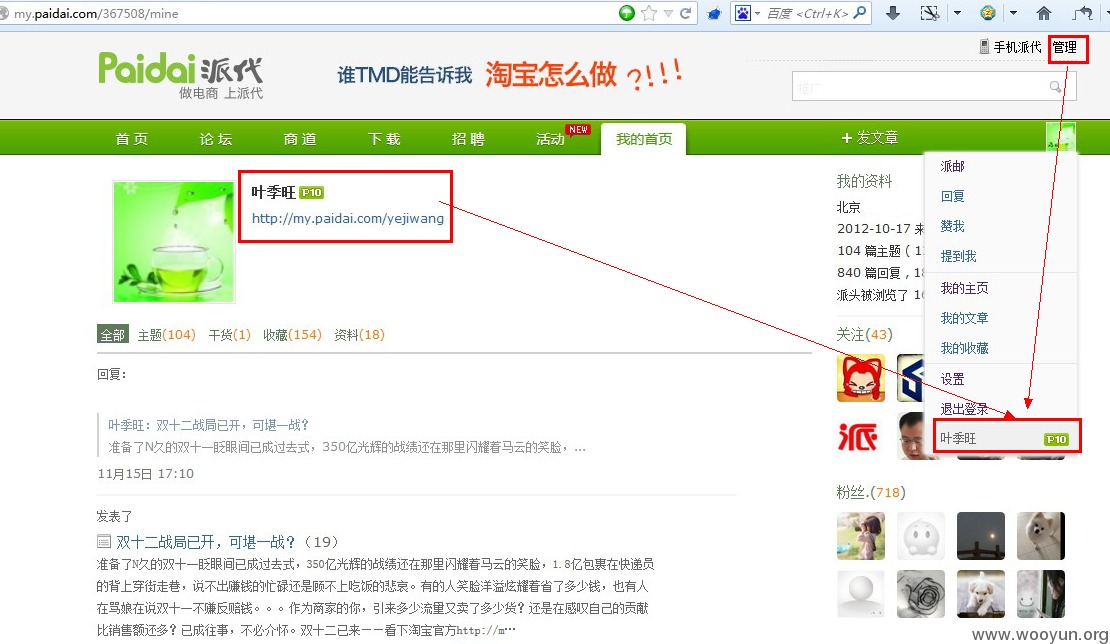 my.paidai.com/367508/mine
百度 <Ctrl+K>
手机派代 管理
Paidai 派代
做电商 上派代
谁TMD能告诉我 淘宝怎么做 ?!!!
推广
首页 论坛 商道 下载 招聘 活动 NEW 我的首页 + 发文章
叶季旺 P10
http://my.paidai.com/yejiwang
我的资料
北京
2012-10-17 来
104 篇主题 ( 1
840 篇回复 , 18
派头被浏览了 10
派邮
回复
赞我
提到我
我的主页
我的文章
我的收藏
设置
退出登录
叶季旺 P10
全部 主题(104) 干货(1) 收藏(154) 资料(18)
关注(43)
派
回复:
叶季旺：双十二战局已开，可堪一战？
准备了N久的双十一眨眼间已成过去式，350亿光辉的战绩还在那里闪耀着马云的笑脸，...
11月15日 17:10
粉丝.(718)
发表了
双十二战局已开，可堪一战？（19）
准备了N久的双十一眨眼间已成过去式，350亿光辉的战绩还在那里闪耀着马云的笑脸，1.8亿包裹在快递员
的背上穿街走巷，说不出赚钱的忙碌还是顾不上吃饭的悲哀。有的人笑脸洋溢炫耀着省了多少钱，也有人
在骂娘在说双十一不赚反赔钱。。。作为商家的你，引来多少流量又卖了多少货？还是在感叹自己的贡献
比销售额还多？已成往事，不必介怀。双十二已来——看下淘宝官方http://m…
www.wooyun.org